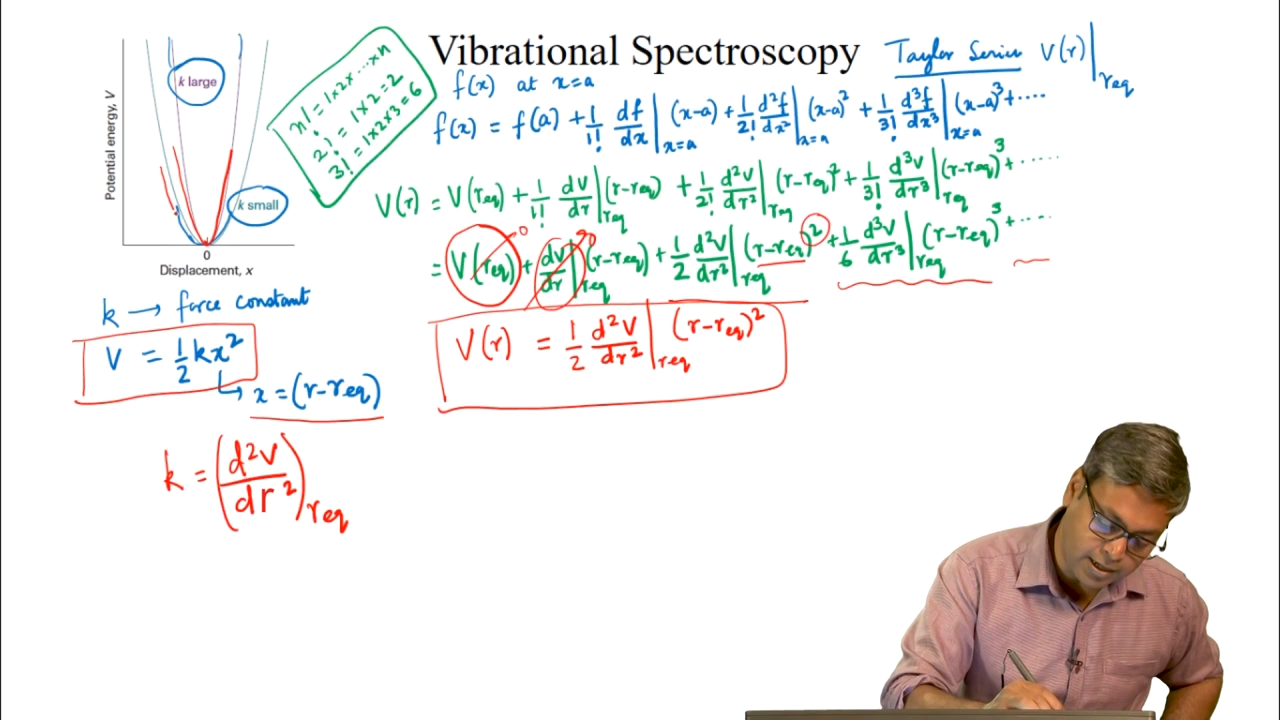 Vibrational Spectroscopy
Taylor Series V(r)|req
Potential energy, V
k large
k small
0
Displacement, x
n! = 1×2×...×n
2! = 1×2 = 2
3! = 1×2×3 = 6
f(x) at x=a
f(x) = f(a) + 1/1! df/dx|x=a (x-a) + 1/2! d²f/dx²|x=a (x-a)² + 1/3! d³f/dx³|x=a (x-a)³ + ....
V(r) = V(req) + 1/1! dV/dr|req (r-req) + 1/2! d²V/dr²|req (r-req)² + 1/3! d³V/dr³|req (r-req)³ + .....
= V(req) → 0 + dV/dr|req → 0 (r-req) + 1/2 d²V/dr²|req (r-req)² + 1/6 d³V/dr³|req (r-req)³ + ....
V(r) = 1/2 d²V/dr²|req (r-req)²
k → force constant
V = 1/2 kx²
↳ x = (r-req)
k = (d²V/dr²)req